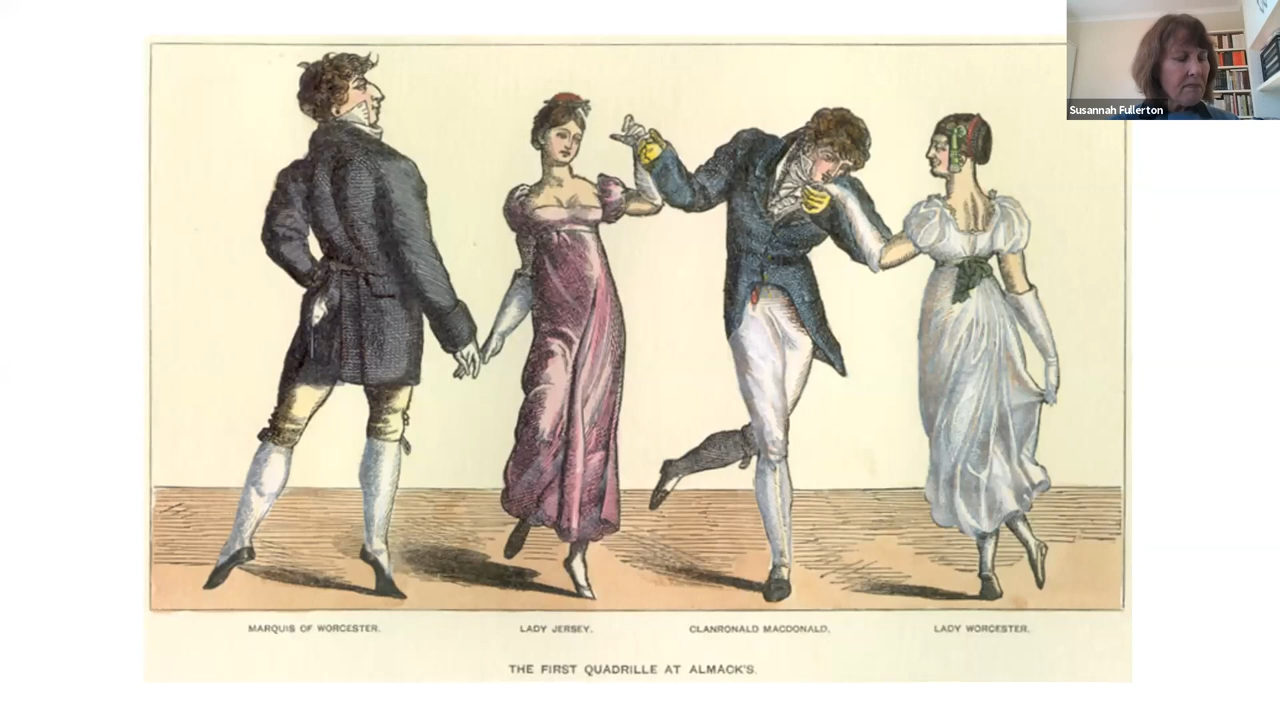 Susannah Fullerton
MARQUIS OF WORCESTER. LADY JERSEY. CLANRONALD MACDONALD. LADY WORCESTER.
THE FIRST QUADRILLE AT ALMACK'S.